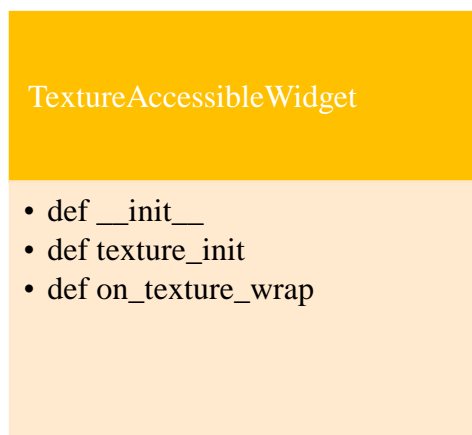 TextureAccessibleWidget
• def __init__
• def texture_init
• def on_texture_wrap